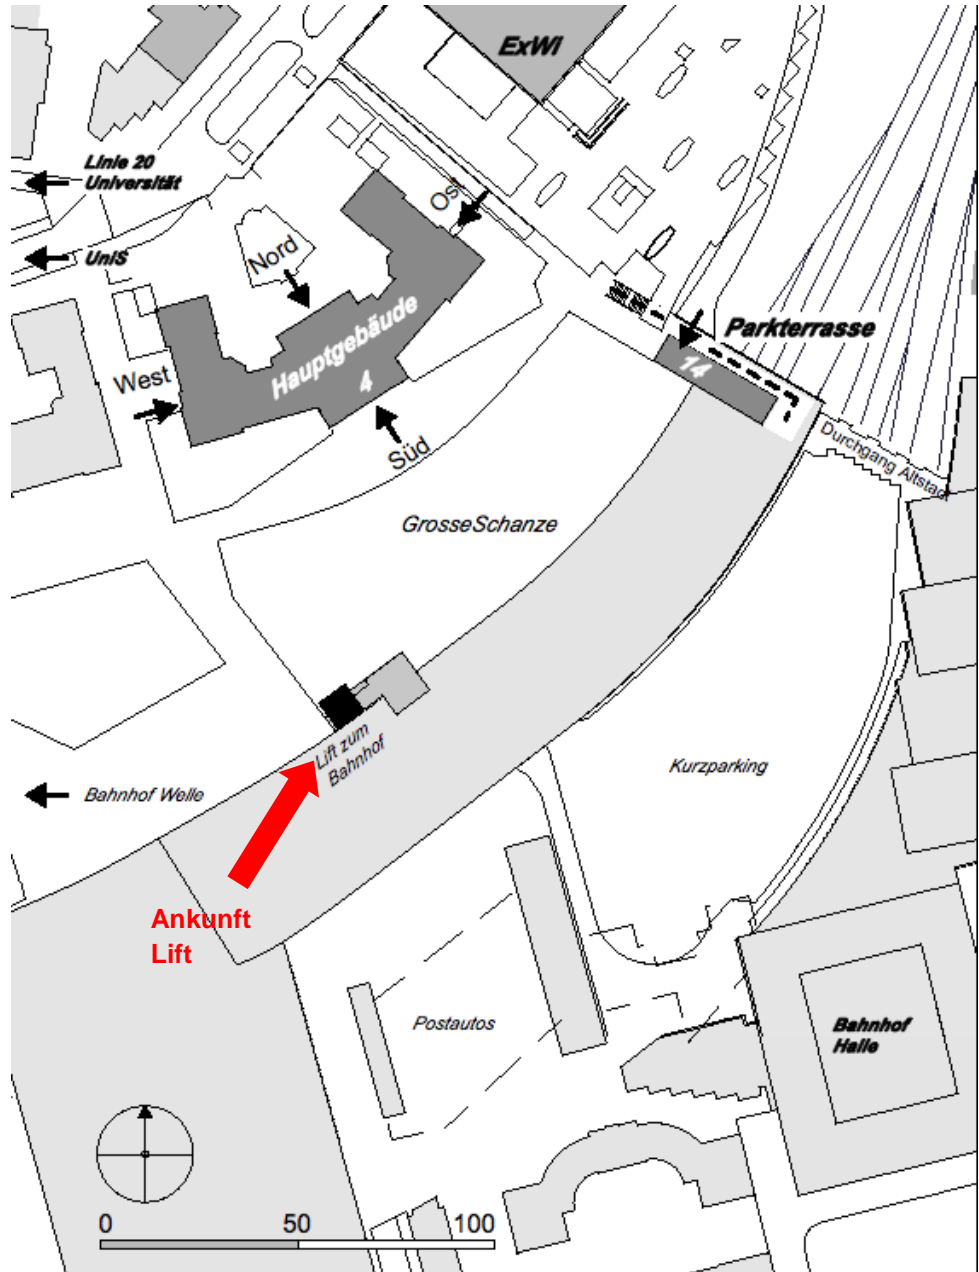 ExWi
Linie 20
Universität
Ost
UniS
Nord
Parkterrasse
Hauptgebäude
4
14
West
Süd
Durchgang Altstad
GrosseSchanze
Lift zum
Bahnhof
Kurzparking
Bahnhof Welle
Ankunft
Lift
Postautos
Bahnhof
Halle
0 50 100